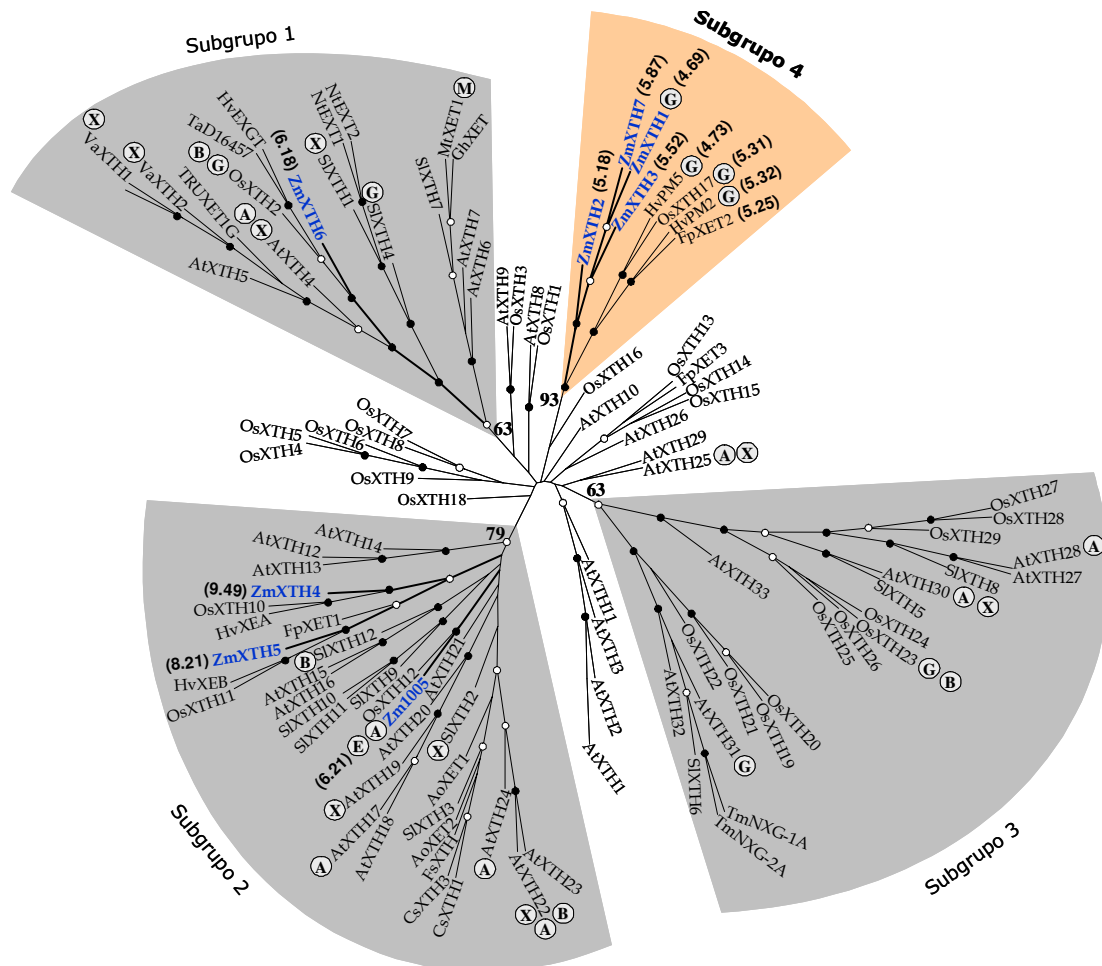 Subgrupo 1
X
VaXTH1
X
VaXTH2
TRUXET1G
AtXTH5
A
X
AtXTH4
B
G
OsXTH2
TaD16457
HvEXGT
(6.18) ZmXTH6
NtEXT1
NtEXT2
X
SlXTH1
G
SlXTH4
SlXTH7
MtXET1
M
GhXET
AtXTH7
AtXTH6
63
AtXTH9
OsXTH3
AtXTH8
OsXTH1
Subgrupo 4
ZmXTH2 (5.18)
ZmXTH7 (5.87)
ZmXTH1 G (4.69)
ZmXTH3 (5.52)
HvPM5 G (4.73)
OsXTH17 G (5.31)
HvPM2 G (5.32)
FpXET2 (5.25)
93
OsXTH16
AtXTH10
OsXTH13
FpXET3
OsXTH14
OsXTH15
AtXTH26
AtXTH29
AtXTH25 A X
OsXTH7
OsXTH8
OsXTH6
OsXTH5
OsXTH4
OsXTH9
OsXTH18
79
AtXTH14
AtXTH12
AtXTH13
(9.49) ZmXTH4
OsXTH10
HvXEA
FpXET1
(8.21) ZmXTH5
HvXEB
OsXTH11
B
SlXTH12
AtXTH15
AtXTH16
SlXTH9
SlXTH10
SlXTH11
OsXTH12
(6.21) E A Zm1005
AtXTH21
AtXTH20
X
SlXTH2
X
AtXTH19
A
AtXTH17
AtXTH18
AoXET1
SlXTH3
AoXET2
FsXTH1
CsXTH3
CsXTH1
A
AtXTH24
AtXTH23
AtXTH22
X
A
B
Subgrupo 2
AtXTH11
AtXTH3
AtXTH2
AtXTH1
63
AtXTH33
OsXTH27
OsXTH28
OsXTH29
AtXTH28 A
AtXTH27
SlXTH8
AtXTH30 A X
SlXTH5
OsXTH24
OsXTH23 G B
OsXTH26
OsXTH25
OsXTH22
OsXTH21
OsXTH20
OsXTH19
AtXTH32
AtXTH31 G
SlXTH6
TmNXG-1A
TmNXG-2A
Subgrupo 3